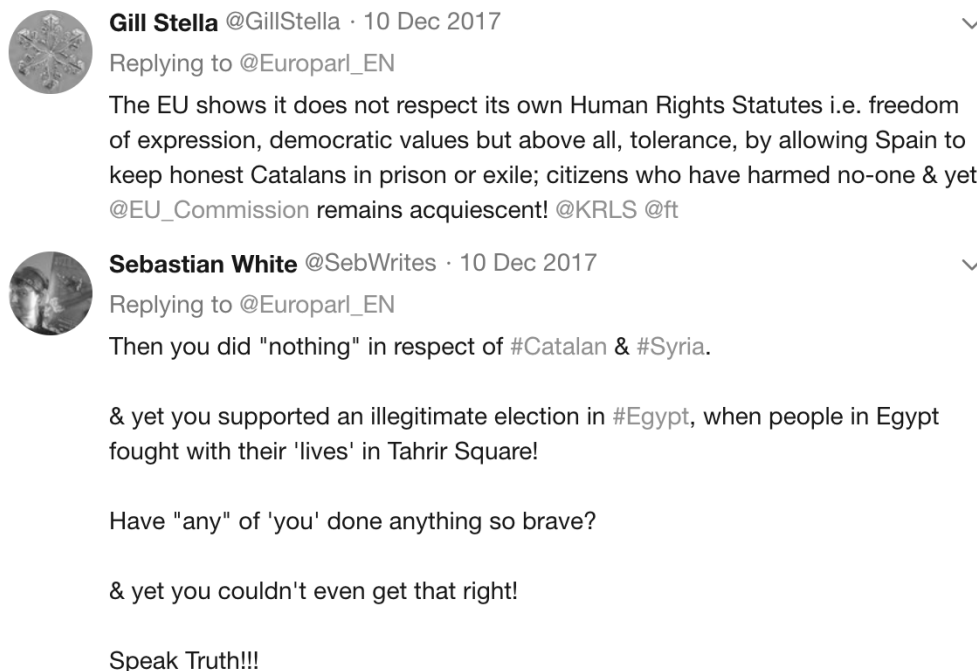 Gill Stella @GillStella · 10 Dec 2017
Replying to @Europarl_EN
The EU shows it does not respect its own Human Rights Statutes i.e. freedom
of expression, democratic values but above all, tolerance, by allowing Spain to
keep honest Catalans in prison or exile; citizens who have harmed no-one & yet
@EU_Commission remains acquiescent! @KRLS @ft
Sebastian White @SebWrites · 10 Dec 2017
Replying to @Europarl_EN
Then you did "nothing" in respect of #Catalan & #Syria.
& yet you supported an illegitimate election in #Egypt, when people in Egypt
fought with their 'lives' in Tahrir Square!
Have "any" of 'you' done anything so brave?
& yet you couldn't even get that right!
Speak Truth!!!